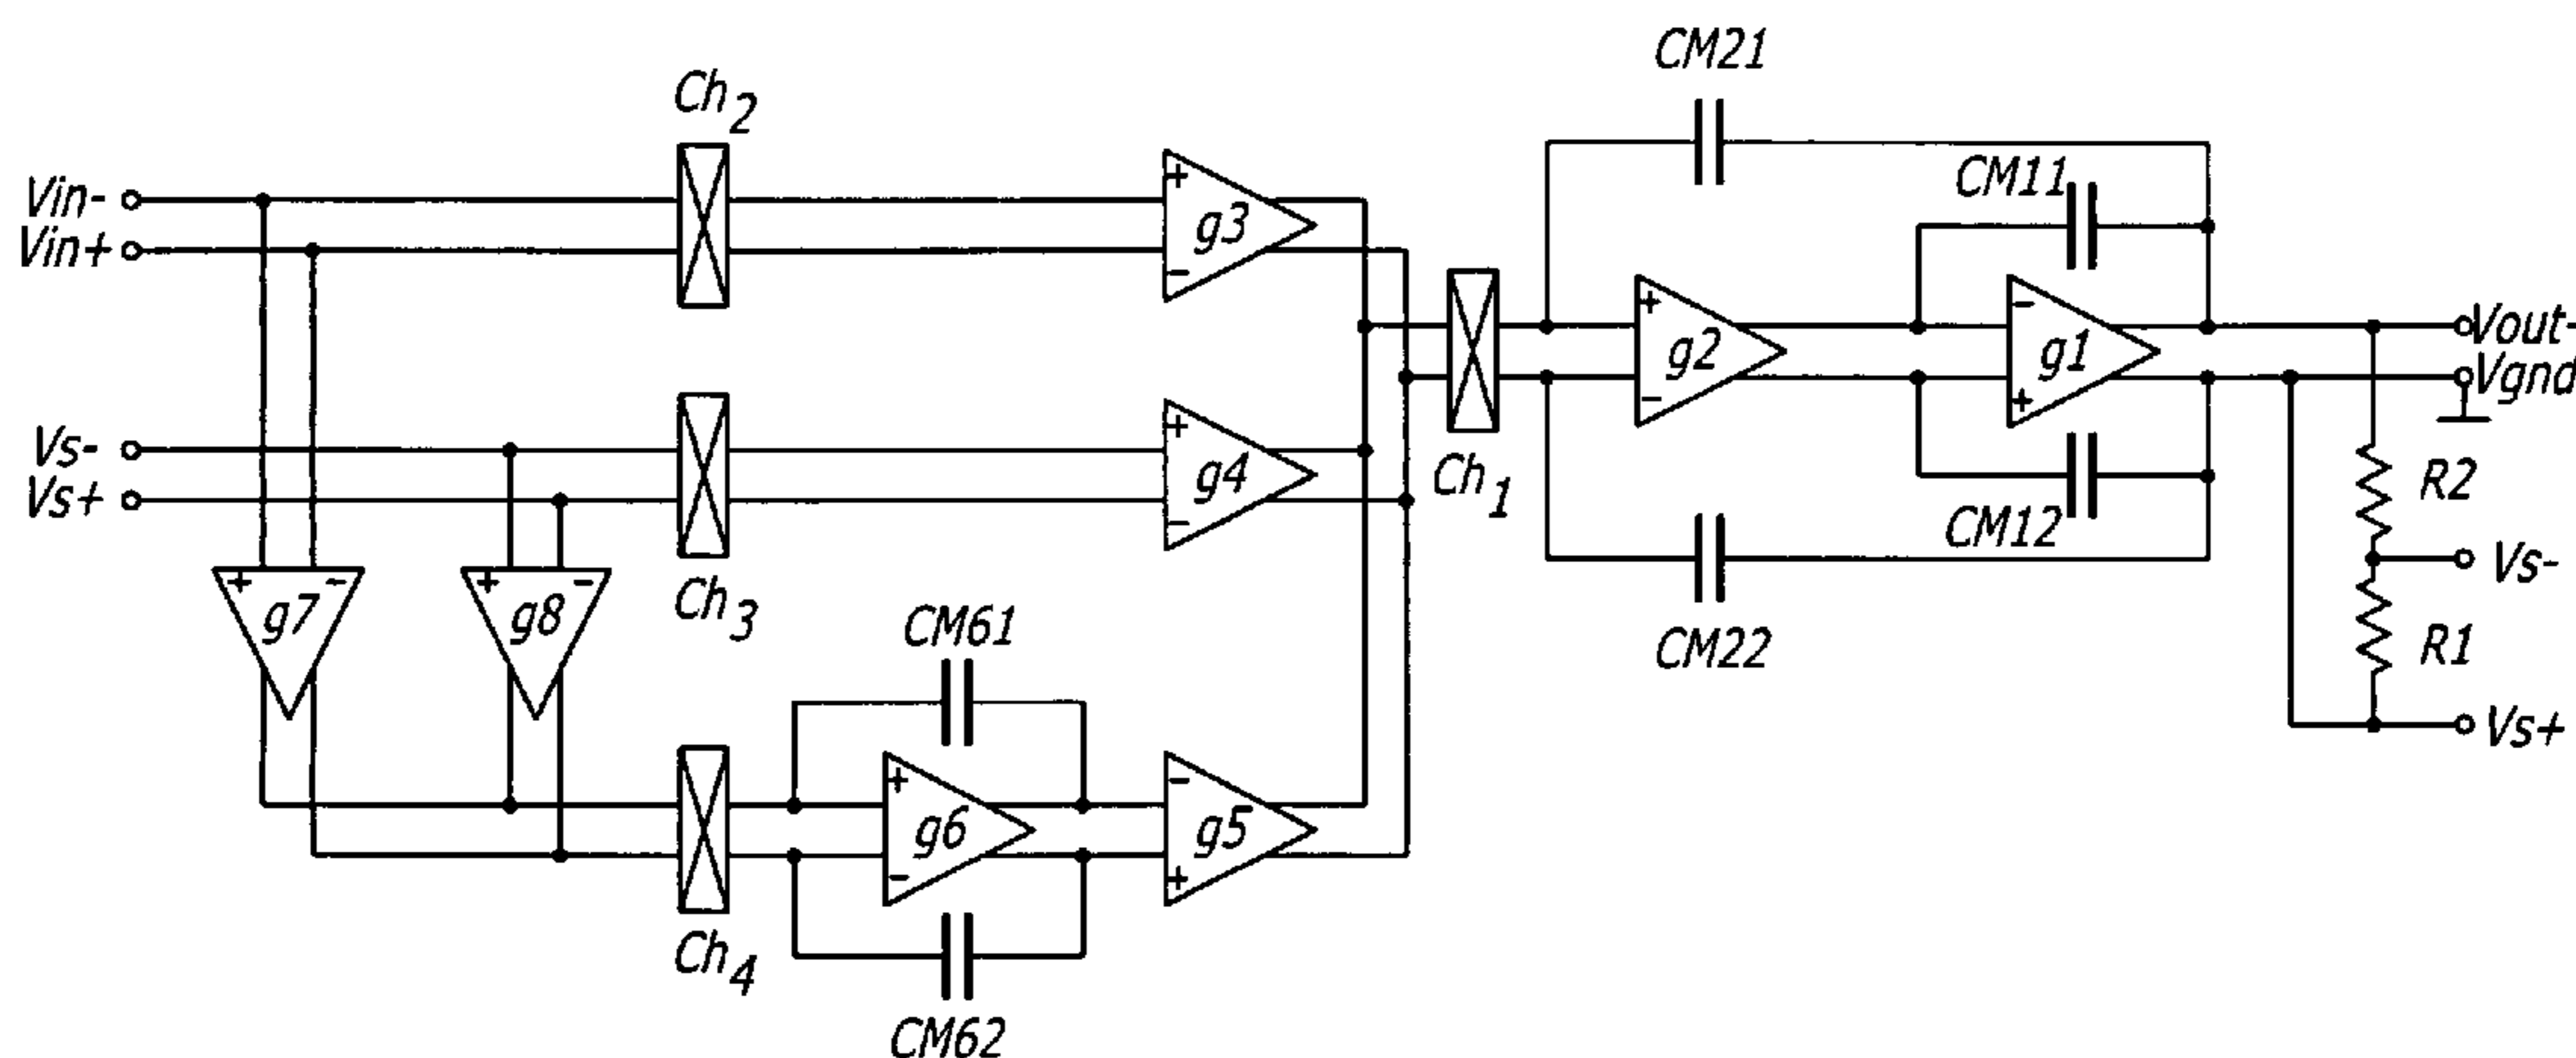 CM21
Ch2
CM11
Vin-
Vin+
+
-
g3
+
-
g2
-
+
g1
Vout-
Vgnd
Vs-
Vs+
+
-
g4
Ch1
CM12
R2
Vs-
+ -
g7
+ -
g8
Ch3
CM61
CM22
R1
Vs+
+
-
g6
-
+
g5
Ch4
CM62